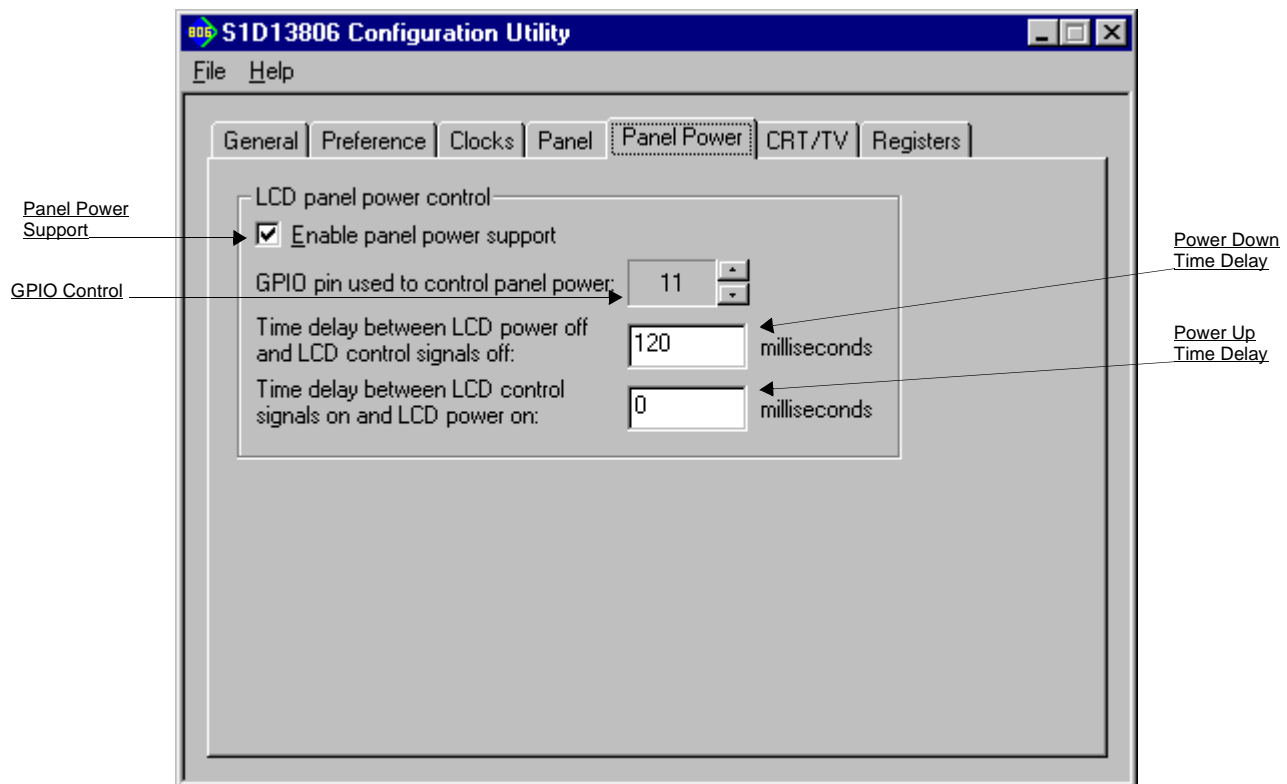 806 S1D13806 Configuration Utility
File Help
General Preference Clocks Panel Panel Power CRT/TV Registers
LCD panel power control
Panel Power
Support
Enable panel power support
GPIO Control
GPIO pin used to control panel power: 11
Time delay between LCD power off
and LCD control signals off:
120 milliseconds
Time delay between LCD control
signals on and LCD power on:
0 milliseconds
Power Down
Time Delay
Power Up
Time Delay